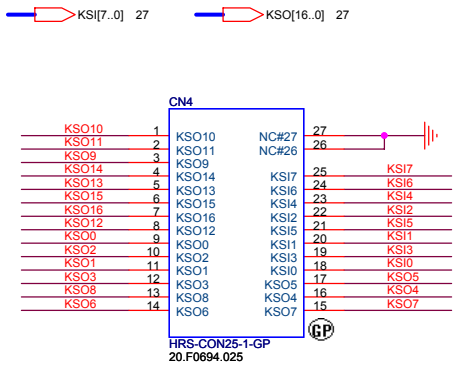 KSI[7..0] 27 KSO[16..0] 27
CN4
KSO10 1 KSO10 NC#27 27
KSO11 2 KSO11 NC#26 26
KSO9 3 KSO9
KSO14 4 KSO14 KSI7 25 KSI7
KSO13 5 KSO13 KSI6 24 KSI6
KSO15 6 KSO15 KSI4 23 KSI4
KSO16 7 KSO16 KSI2 22 KSI2
KSO12 8 KSO12 KSI5 21 KSI5
KSO0 9 KSO0 KSI1 20 KSI1
KSO2 10 KSO2 KSI3 19 KSI3
KSO1 11 KSO1 KSI0 18 KSI0
KSO3 12 KSO3 KSO5 17 KSO5
KSO8 13 KSO8 KSO4 16 KSO4
KSO6 14 KSO6 KSO7 15 KSO7
GP
HRS-CON25-1-GP
20.F0694.025